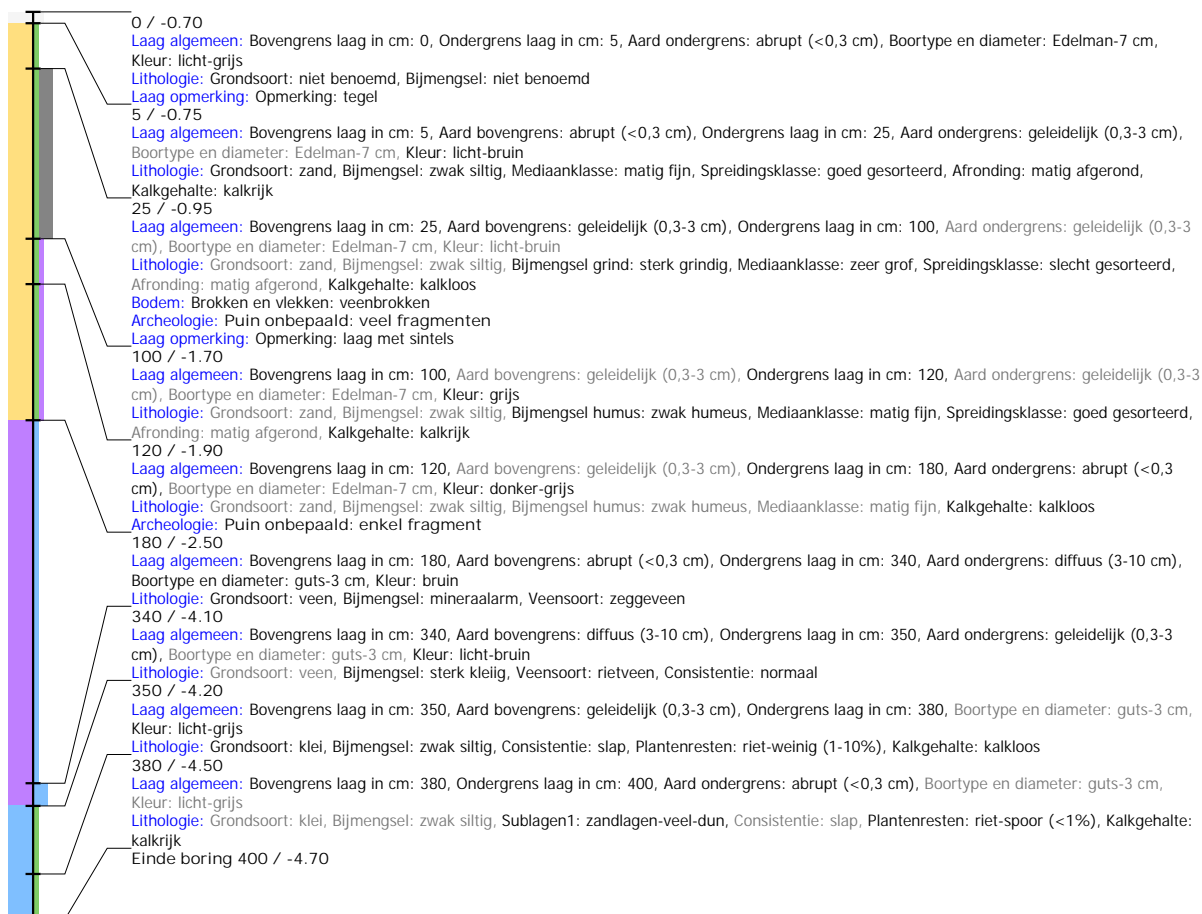 0 / -0.70
Laag algemeen: Bovengrens laag in cm: 0, Ondergrens laag in cm: 5, Aard ondergrens: abrupt (<0,3 cm), Boortype en diameter: Edelman-7 cm,
Kleur: licht-grijs
Lithologie: Grondsoort: niet benoemd, Bijmengsel: niet benoemd
Laag opmerking: Opmerking: tegel
5 / -0.75
Laag algemeen: Bovengrens laag in cm: 5, Aard bovengrens: abrupt (<0,3 cm), Ondergrens laag in cm: 25, Aard ondergrens: geleidelijk (0,3-3 cm),
Boortype en diameter: Edelman-7 cm, Kleur: licht-bruin
Lithologie: Grondsoort: zand, Bijmengsel: zwak siltig, Mediaanklasse: matig fijn, Spreidingsklasse: goed gesorteerd, Afronding: matig afgerond,
Kalkgehalte: kalkrijk
25 / -0.95
Laag algemeen: Bovengrens laag in cm: 25, Aard bovengrens: geleidelijk (0,3-3 cm), Ondergrens laag in cm: 100, Aard ondergrens: geleidelijk (0,3-3
cm), Boortype en diameter: Edelman-7 cm, Kleur: licht-bruin
Lithologie: Grondsoort: zand, Bijmengsel: zwak siltig, Bijmengsel grind: sterk grindig, Mediaanklasse: zeer grof, Spreidingsklasse: slecht gesorteerd,
Afronding: matig afgerond, Kalkgehalte: kalkloos
Bodem: Brokken en vlekken: veenbrokken
Archeologie: Puin onbepaald: veel fragmenten
Laag opmerking: Opmerking: laag met sintels
100 / -1.70
Laag algemeen: Bovengrens laag in cm: 100, Aard bovengrens: geleidelijk (0,3-3 cm), Ondergrens laag in cm: 120, Aard ondergrens: geleidelijk (0,3-3
cm), Boortype en diameter: Edelman-7 cm, Kleur: grijs
Lithologie: Grondsoort: zand, Bijmengsel: zwak siltig, Bijmengsel humus: zwak humeus, Mediaanklasse: matig fijn, Spreidingsklasse: goed gesorteerd,
Afronding: matig afgerond, Kalkgehalte: kalkrijk
120 / -1.90
Laag algemeen: Bovengrens laag in cm: 120, Aard bovengrens: geleidelijk (0,3-3 cm), Ondergrens laag in cm: 180, Aard ondergrens: abrupt (<0,3
cm), Boortype en diameter: Edelman-7 cm, Kleur: donker-grijs
Lithologie: Grondsoort: zand, Bijmengsel: zwak siltig, Bijmengsel humus: zwak humeus, Mediaanklasse: matig fijn, Kalkgehalte: kalkloos
Archeologie: Puin onbepaald: enkel fragment
180 / -2.50
Laag algemeen: Bovengrens laag in cm: 180, Aard bovengrens: abrupt (<0,3 cm), Ondergrens laag in cm: 340, Aard ondergrens: diffuus (3-10 cm),
Boortype en diameter: guts-3 cm, Kleur: bruin
Lithologie: Grondsoort: veen, Bijmengsel: mineraalarm, Veensoort: zeggeveen
340 / -4.10
Laag algemeen: Bovengrens laag in cm: 340, Aard bovengrens: diffuus (3-10 cm), Ondergrens laag in cm: 350, Aard ondergrens: geleidelijk (0,3-3
cm), Boortype en diameter: guts-3 cm, Kleur: licht-bruin
Lithologie: Grondsoort: veen, Bijmengsel: sterk kleiig, Veensoort: rietveen, Consistentie: normaal
350 / -4.20
Laag algemeen: Bovengrens laag in cm: 350, Aard bovengrens: geleidelijk (0,3-3 cm), Ondergrens laag in cm: 380, Boortype en diameter: guts-3 cm,
Kleur: licht-grijs
Lithologie: Grondsoort: klei, Bijmengsel: zwak siltig, Consistentie: slap, Plantenresten: riet-weinig (1-10%), Kalkgehalte: kalkloos
380 / -4.50
Laag algemeen: Bovengrens laag in cm: 380, Ondergrens laag in cm: 400, Aard ondergrens: abrupt (<0,3 cm), Boortype en diameter: guts-3 cm,
Kleur: licht-grijs
Lithologie: Grondsoort: klei, Bijmengsel: zwak siltig, Sublagen1: zandlagen-veel-dun, Consistentie: slap, Plantenresten: riet-spoor (<1%), Kalkgehalte:
kalkrijk
Einde boring 400 / -4.70